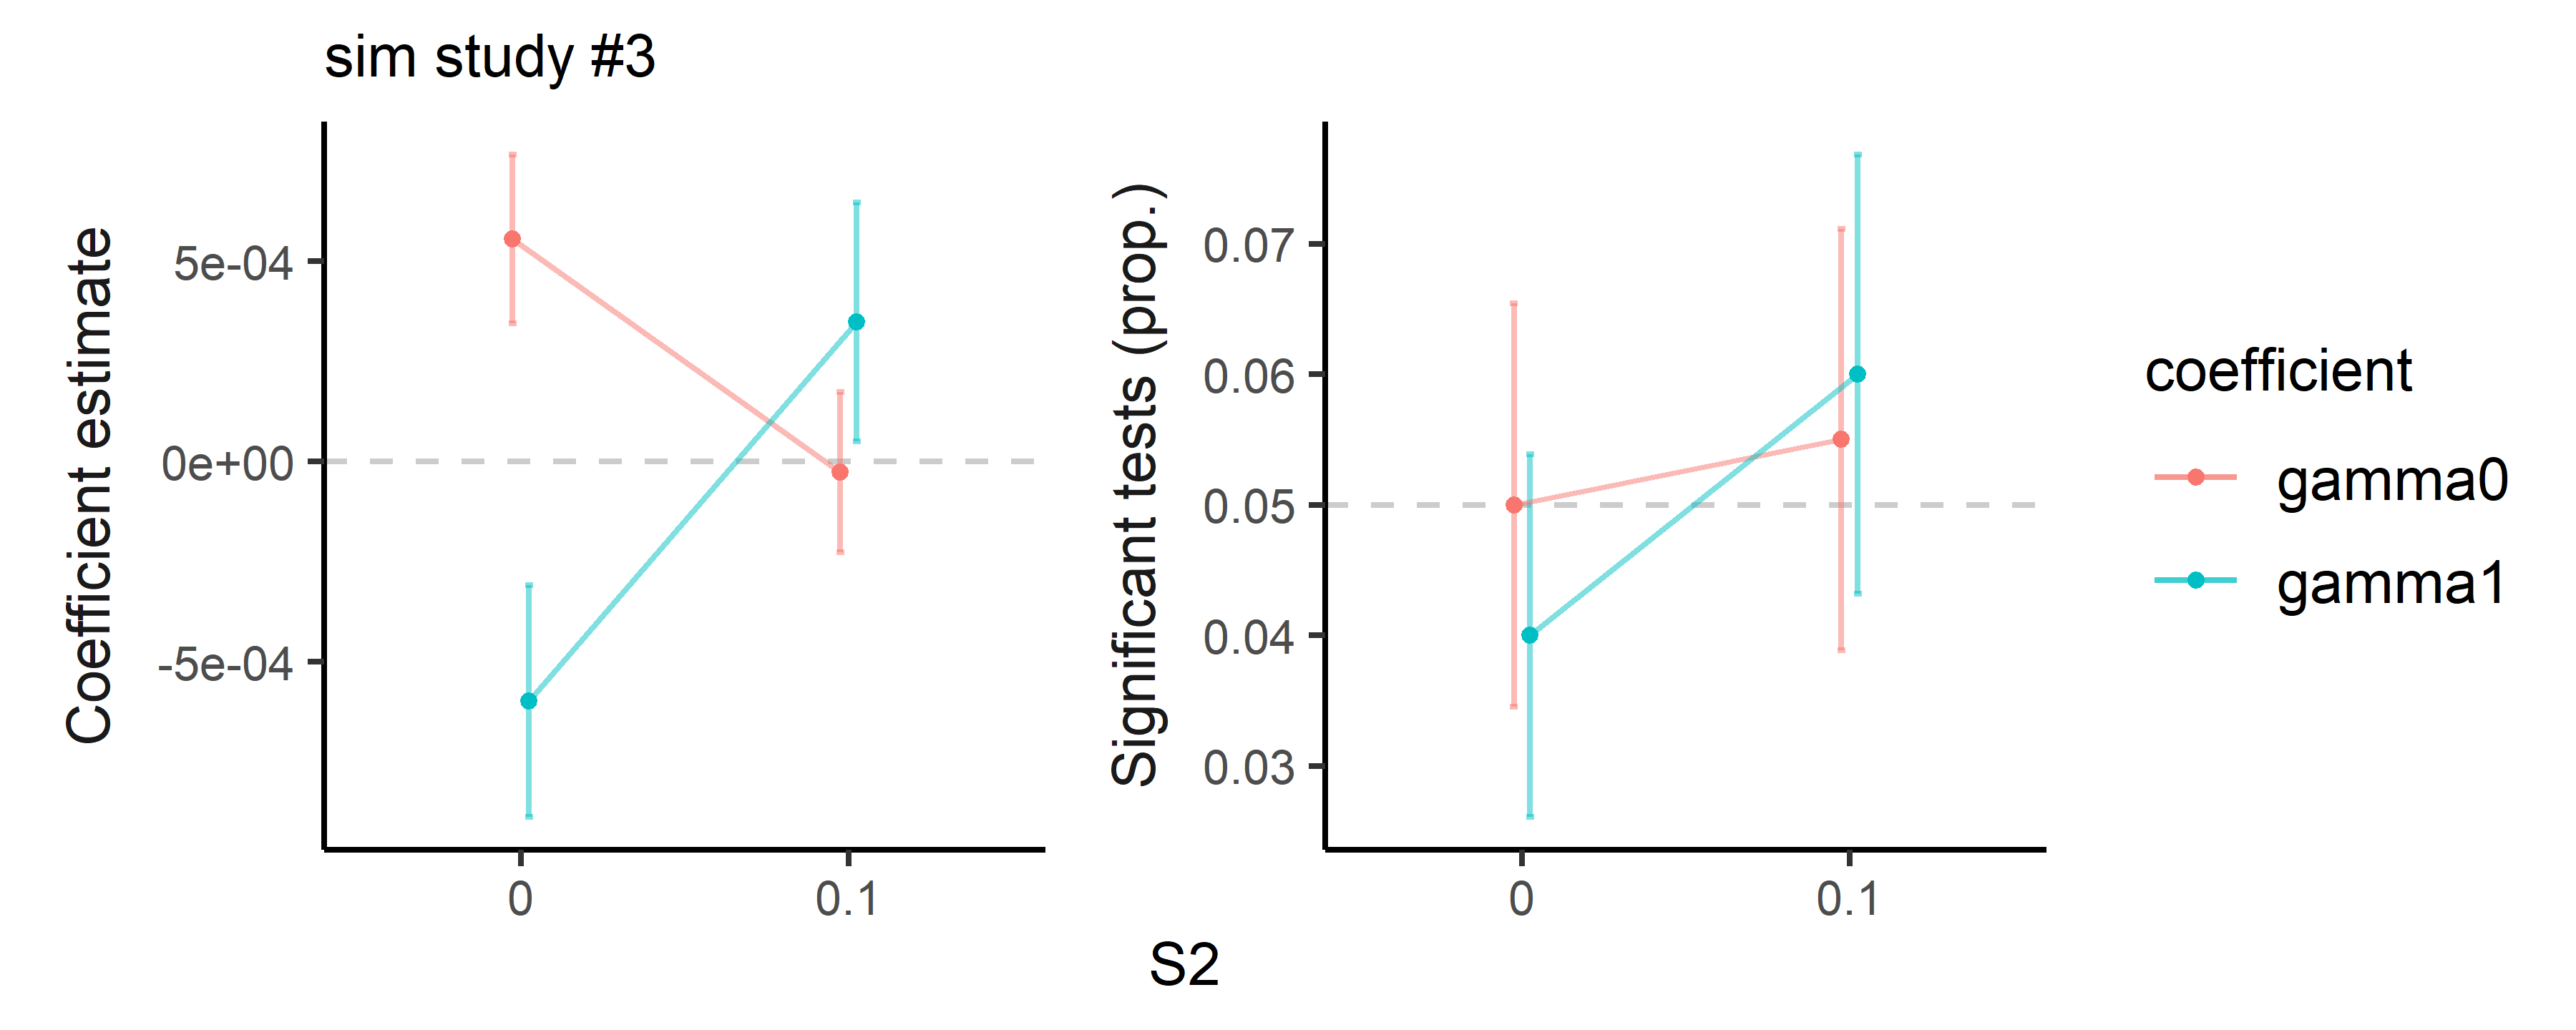 sim study #3
Coefficient estimate
5e-04
0e+00
-5e-04
0
0.1
Significant tests (prop.)
0.07
0.06
0.05
0.04
0.03
0
0.1
S2
coefficient
gamma0
gamma1